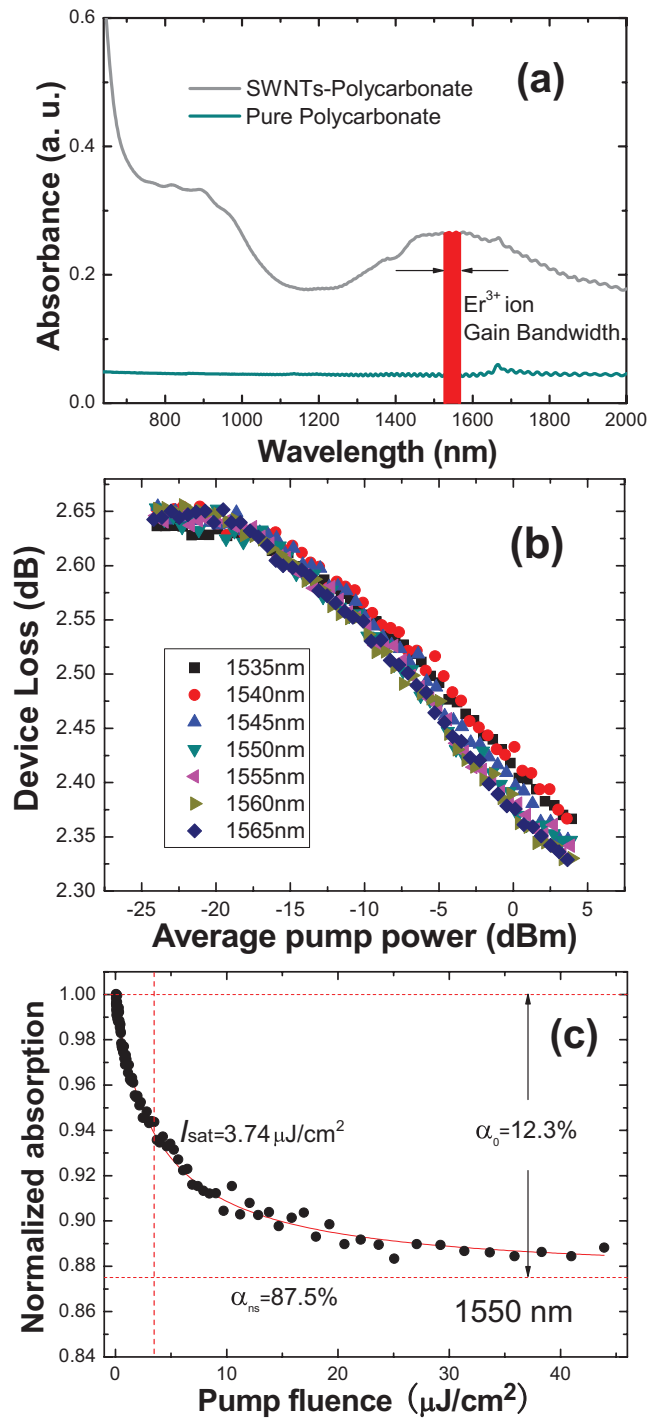 (a)
SWNTs-Polycarbonate
Pure Polycarbonate
Er³⁺ ion
Gain Bandwidth
Absorbance (a. u.)
0.6
0.4
0.2
0.0
800 1000 1200 1400 1600 1800 2000
Wavelength (nm)
(b)
Device Loss (dB)
2.65
2.60
2.55
2.50
2.45
2.40
2.35
2.30
1535nm
1540nm
1545nm
1550nm
1555nm
1560nm
1565nm
-25 -20 -15 -10 -5 0 5
Average pump power (dBm)
(c)
Normalized absorption
1.00
0.98
0.96
0.94
0.92
0.90
0.88
0.86
0.84
Isat=3.74 μJ/cm²
α₀=12.3%
αns=87.5%
1550 nm
0 10 20 30 40
Pump fluence (μJ/cm²)